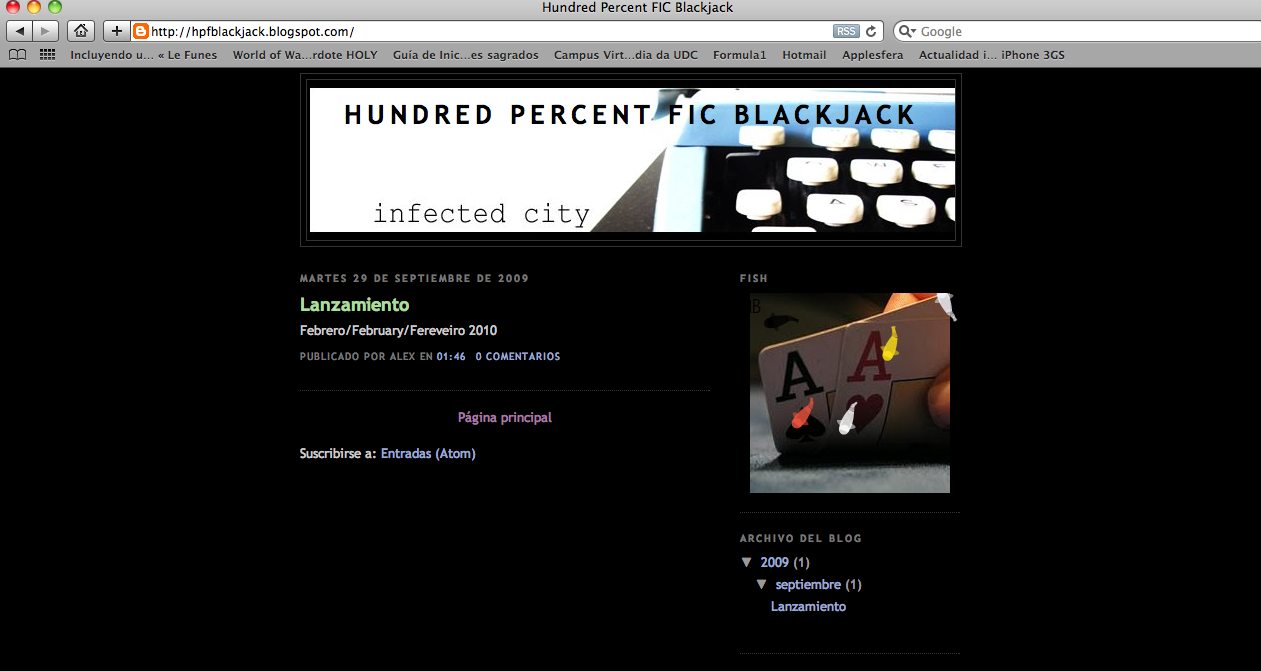 Hundred Percent FIC Blackjack
http://hpfblackjack.blogspot.com/
RSS
Google
Incluyendo u... « Le Funes
World of Wa...rdote HOLY
Guía de Inic...es sagrados
Campus Virt...dia da UDC
Formula1
Hotmail
Applesfera
Actualidad i... iPhone 3GS
HUNDRED PERCENT FIC BLACKJACK
infected city
A S
MARTES 29 DE SEPTIEMBRE DE 2009
Lanzamiento
Febrero/February/Fereveiro 2010
PUBLICADO POR ALEX EN 01:46 0 COMENTARIOS
Página principal
Suscribirse a: Entradas (Atom)
FISH
A A
ARCHIVO DEL BLOG
▼ 2009 (1)
▼ septiembre (1)
Lanzamiento